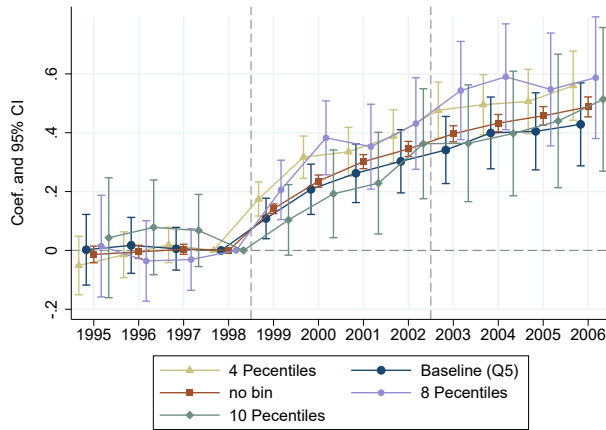 Coef. and 95% CI
.6
.4
.2
0
-.2
1995 1996 1997 1998 1999 2000 2001 2002 2003 2004 2005 2006
4 Pecentiles Baseline (Q5)
no bin 8 Pecentiles
10 Pecentiles